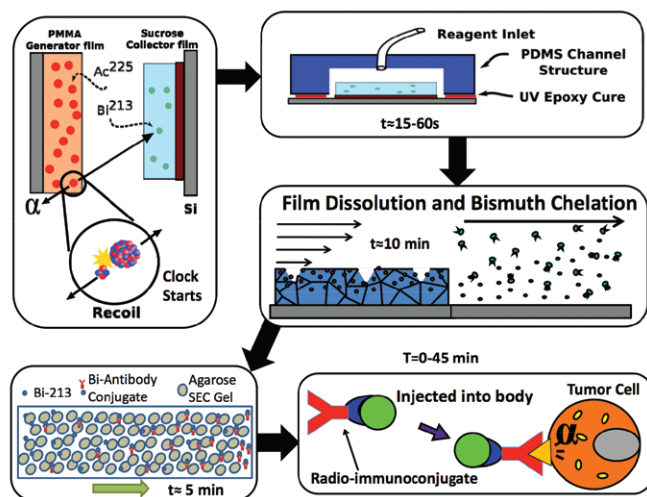 PMMA
Generator film
Sucrose
Collector film
Ac225
Bi213
α
Si
Clock
Starts
Recoil
Reagent Inlet
PDMS Channel
Structure
UV Epoxy Cure
t≈15-60s
Film Dissolution and Bismuth Chelation
t≈10 min
Bi-213
Bi-Antibody
Conjugate
Agarose
SEC Gel
t≈ 5 min
T=0-45 min
Injected into body
Tumor Cell
α
Radio-immunoconjugate